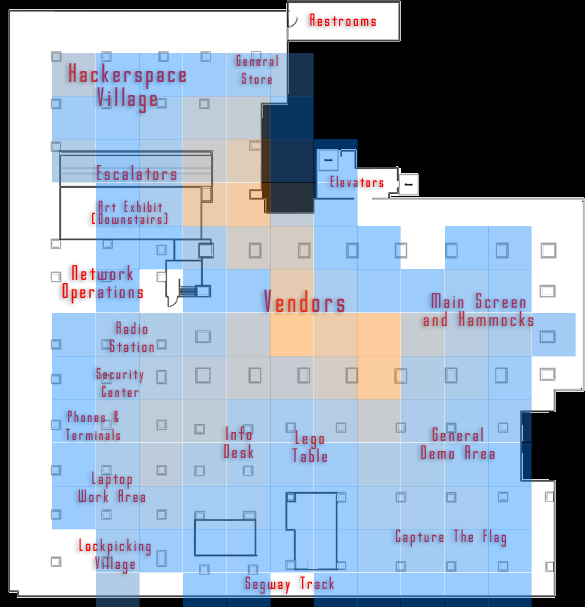 Restrooms
Hackerspace
Village
General
Store
Escalators
Elevators
Art Exhibit
(Downstairs)
Network
Operations
Vendors
Main Screen
and Hammocks
Radio
Station
Security
Center
Phones &
Terminals
Info
Desk
Lego
Table
General
Demo Area
Laptop
Work Area
Capture The Flag
Lockpicking
Village
Segway Track